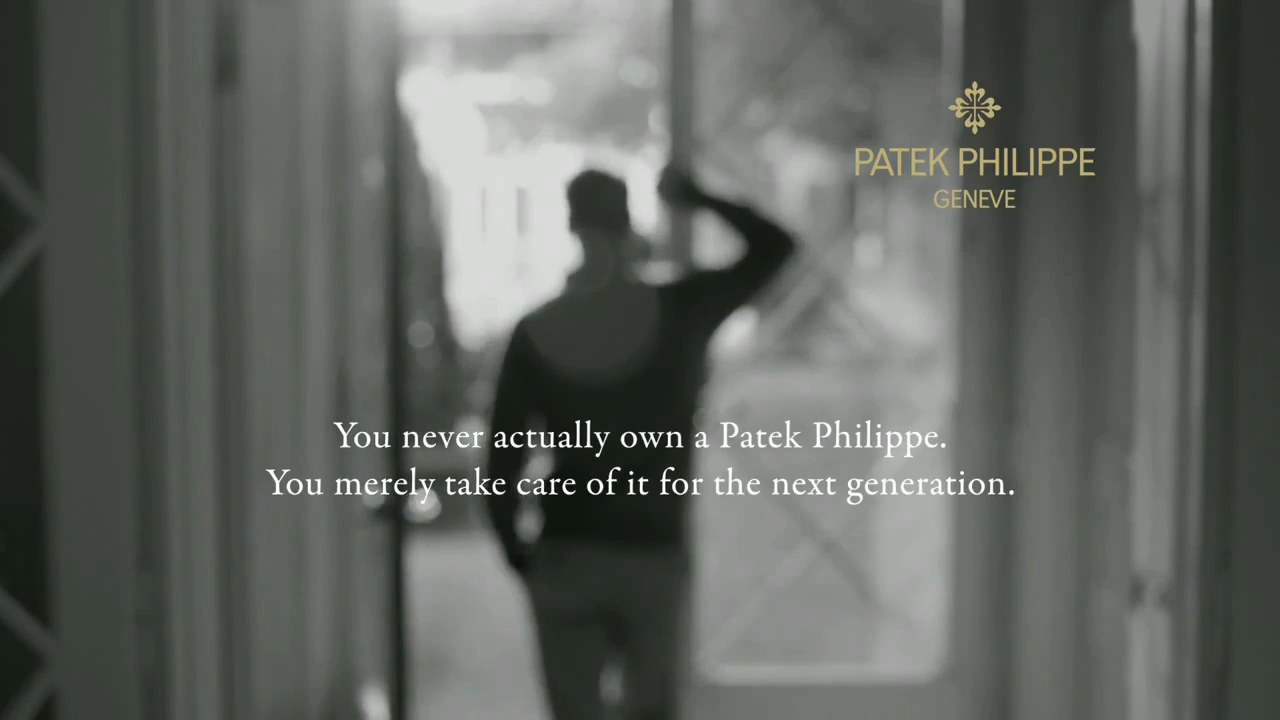 PATEK PHILIPPE
GENEVE
You never actually own a Patek Philippe.
You merely take care of it for the next generation.